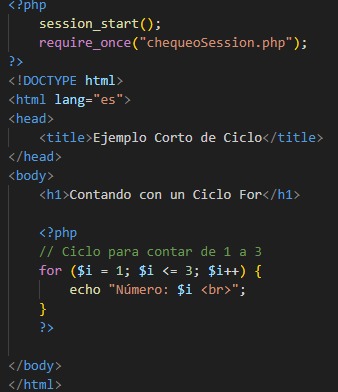 <?php
    session_start();
    require_once("chequeoSession.php");
?>
<!DOCTYPE html>
<html lang="es">
<head>
    <title>Ejemplo Corto de Ciclo</title>
</head>
<body>
    <h1>Contando con un Ciclo For</h1>

    <?php
    // Ciclo para contar de 1 a 3
    for ($i = 1; $i <= 3; $i++) {
        echo "Número: $i <br>";
    }
    ?>

</body>
</html>